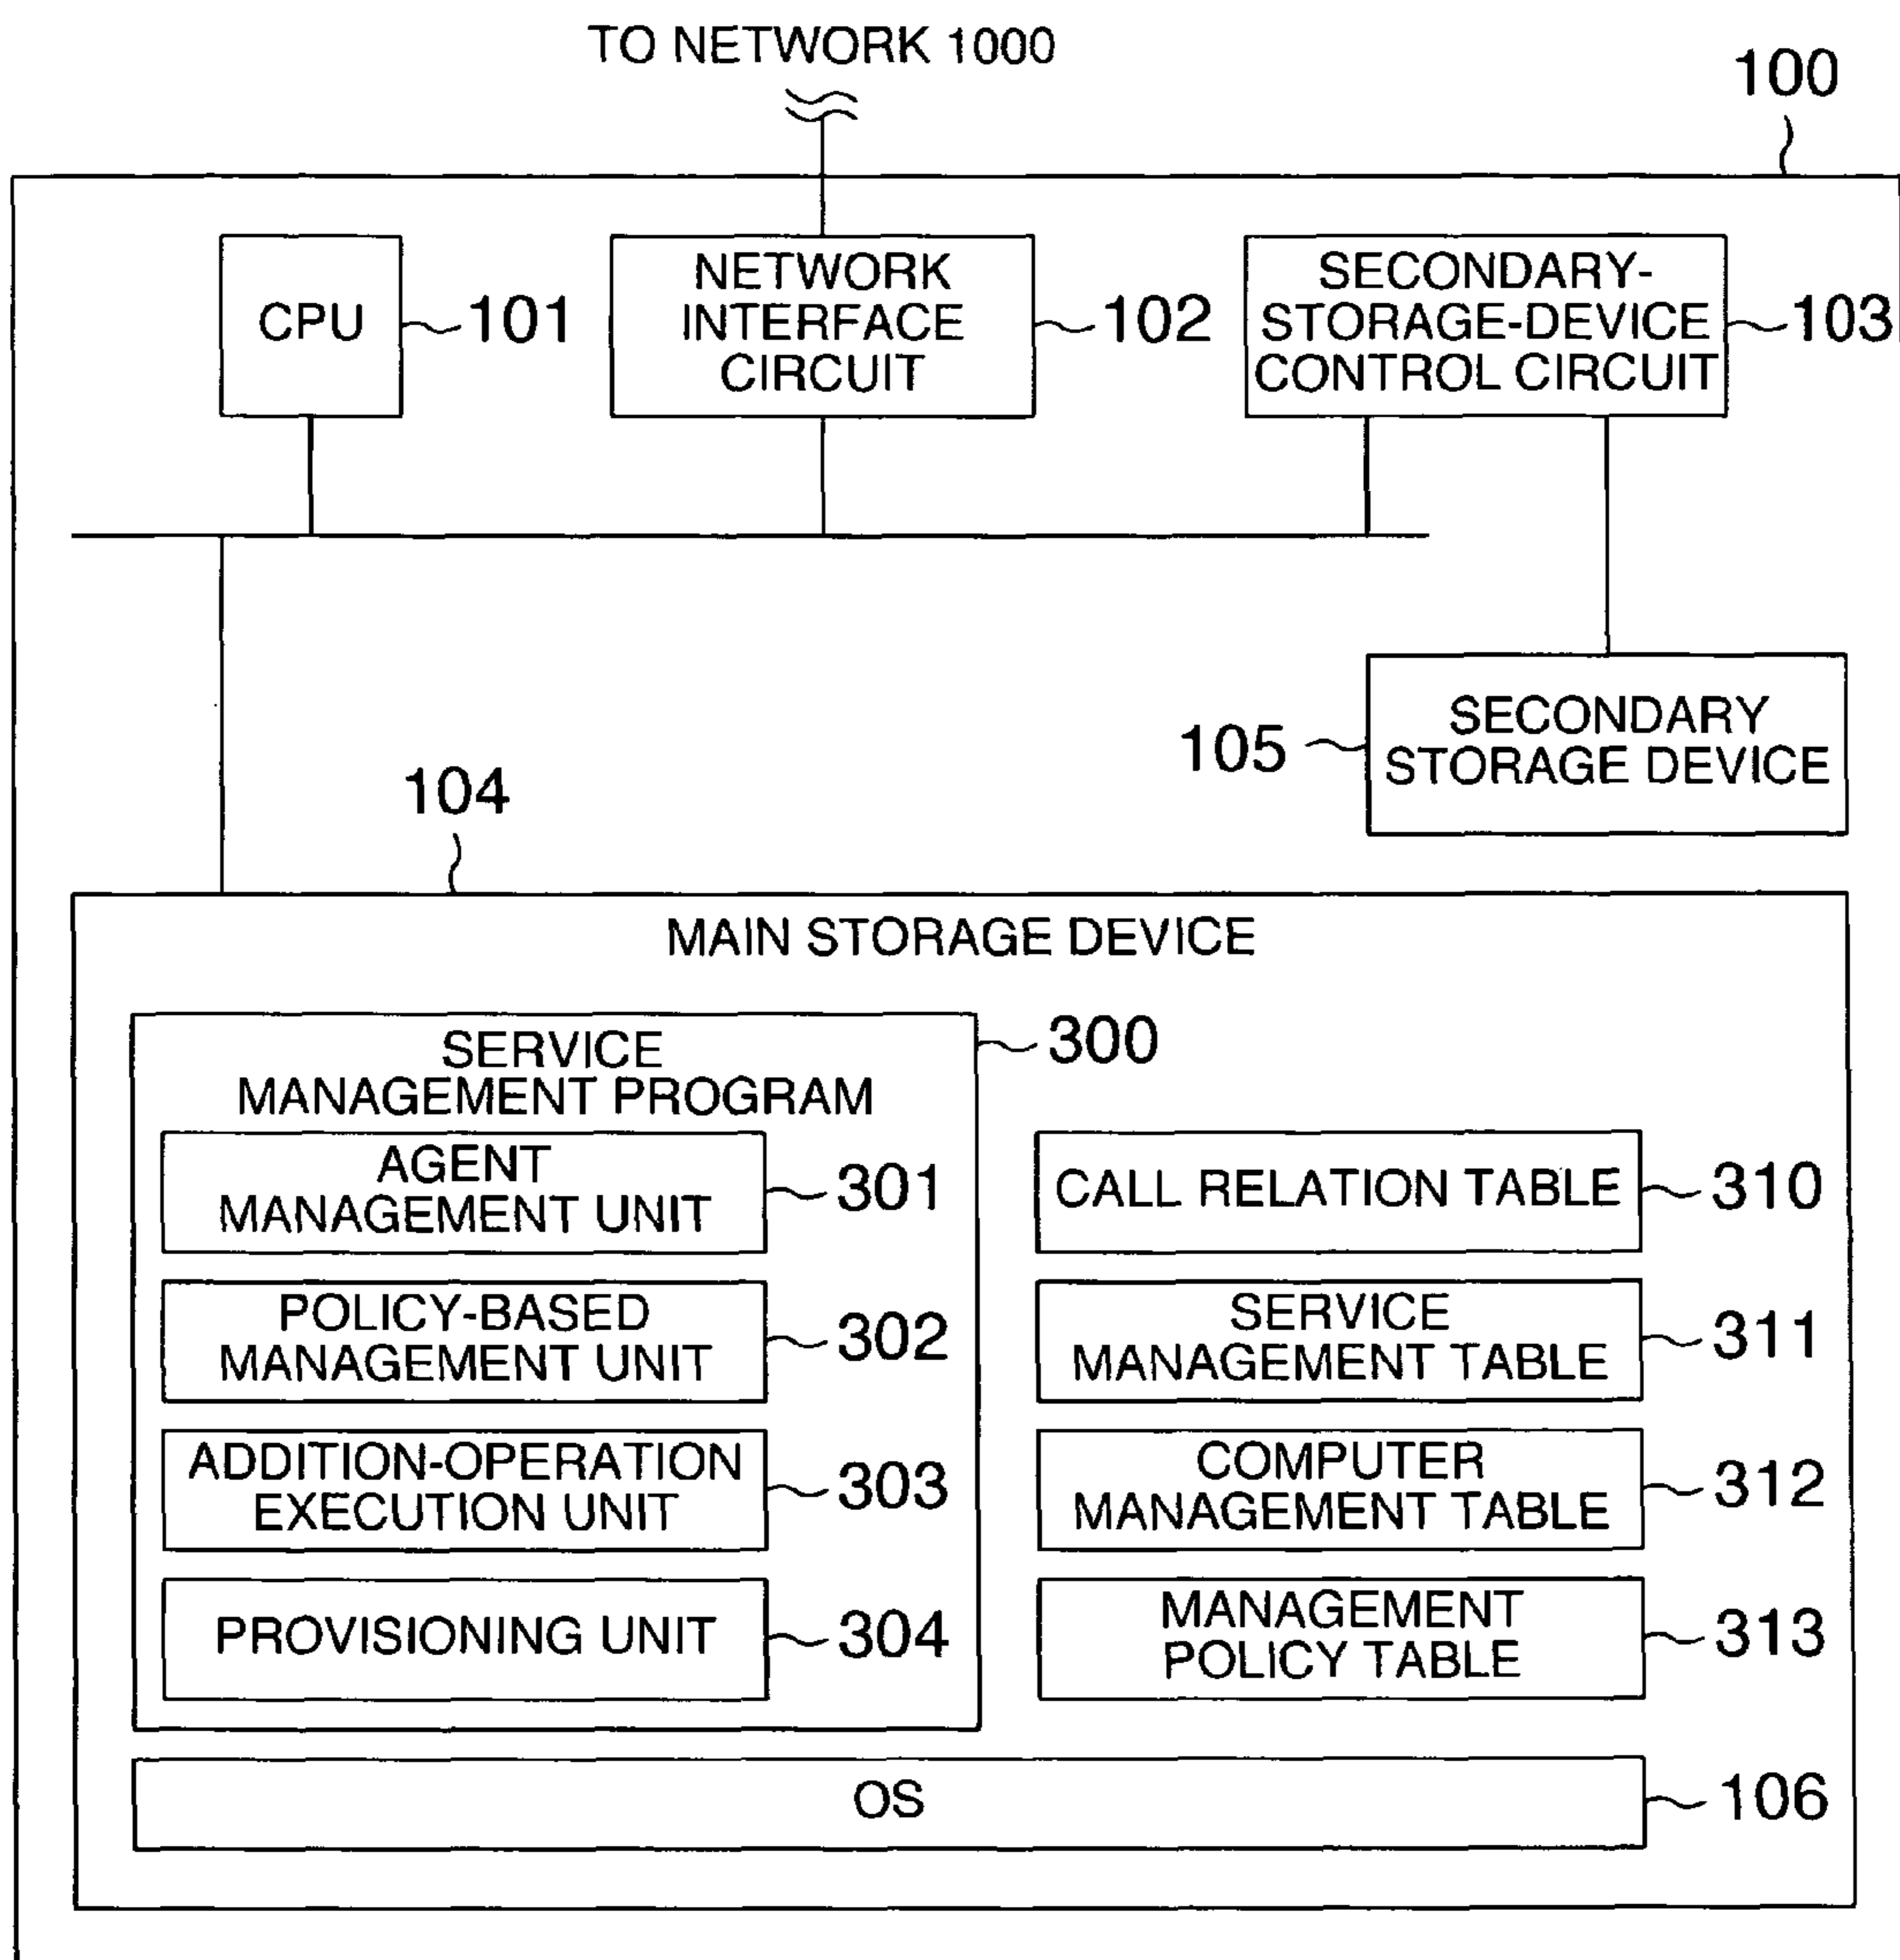 TO NETWORK 1000
100
CPU
101
NETWORK
INTERFACE
CIRCUIT
102
SECONDARY-
STORAGE-DEVICE
CONTROL CIRCUIT
103
105
SECONDARY
STORAGE DEVICE
104
MAIN STORAGE DEVICE
SERVICE
MANAGEMENT PROGRAM
300
AGENT
MANAGEMENT UNIT
301
CALL RELATION TABLE
310
POLICY-BASED
MANAGEMENT UNIT
302
SERVICE
MANAGEMENT TABLE
311
ADDITION-OPERATION
EXECUTION UNIT
303
COMPUTER
MANAGEMENT TABLE
312
PROVISIONING UNIT
304
MANAGEMENT
POLICY TABLE
313
OS
106